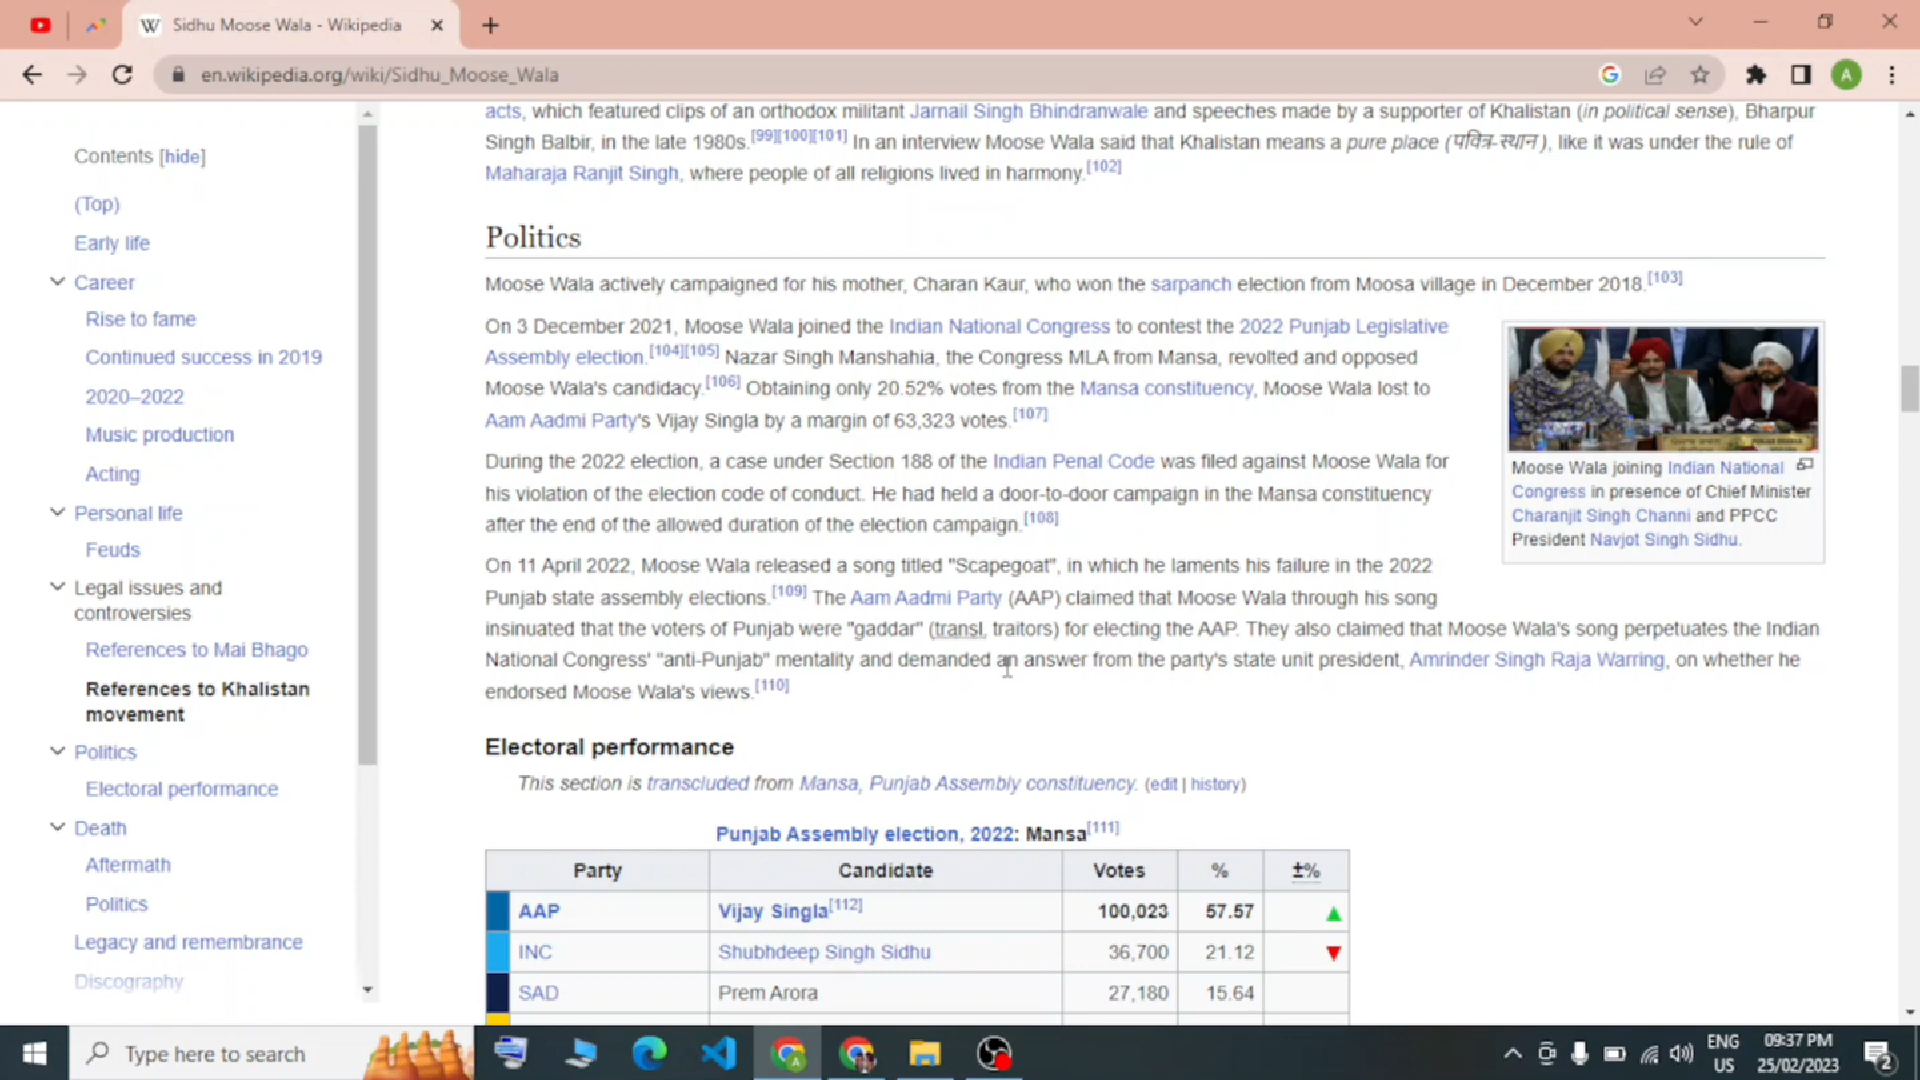 Sidhu Moose Wala - Wikipedia
en.wikipedia.org/wiki/Sidhu_Moose_Wala
A
Contents [hide]
(Top)
Early life
Career
Rise to fame
Continued success in 2019
2020–2022
Music production
Acting
Personal life
Feuds
Legal issues and
controversies
References to Mai Bhago
References to Khalistan
movement
Politics
Electoral performance
Death
Aftermath
Politics
Legacy and remembrance
Discography
acts, which featured clips of an orthodox militant Jarnail Singh Bhindranwale and speeches made by a supporter of Khalistan (in political sense), Bharpur
Singh Balbir, in the late 1980s.[99][100][101] In an interview Moose Wala said that Khalistan means a pure place (पवित्र-स्थान), like it was under the rule of
Maharaja Ranjit Singh, where people of all religions lived in harmony.[102]
Politics
Moose Wala actively campaigned for his mother, Charan Kaur, who won the sarpanch election from Moosa village in December 2018.[103]
On 3 December 2021, Moose Wala joined the Indian National Congress to contest the 2022 Punjab Legislative
Assembly election.[104][105] Nazar Singh Manshahia, the Congress MLA from Mansa, revolted and opposed
Moose Wala's candidacy.[106] Obtaining only 20.52% votes from the Mansa constituency, Moose Wala lost to
Aam Aadmi Party's Vijay Singla by a margin of 63,323 votes.[107]
During the 2022 election, a case under Section 188 of the Indian Penal Code was filed against Moose Wala for
his violation of the election code of conduct. He had held a door-to-door campaign in the Mansa constituency
after the end of the allowed duration of the election campaign.[108]
On 11 April 2022, Moose Wala released a song titled "Scapegoat", in which he laments his failure in the 2022
Punjab state assembly elections.[109] The Aam Aadmi Party (AAP) claimed that Moose Wala through his song
insinuated that the voters of Punjab were "gaddar" (transl. traitors) for electing the AAP. They also claimed that Moose Wala's song perpetuates the Indian
National Congress' "anti-Punjab" mentality and demanded an answer from the party's state unit president, Amrinder Singh Raja Warring, on whether he
endorsed Moose Wala's views.[110]
Moose Wala joining Indian National
Congress in presence of Chief Minister
Charanjit Singh Channi and PPCC
President Navjot Singh Sidhu.
Electoral performance
This section is transcluded from Mansa, Punjab Assembly constituency. (edit | history)
Punjab Assembly election, 2022: Mansa[111]
Party Candidate Votes % ±%
AAP Vijay Singla[112] 100,023 57.57
INC Shubhdeep Singh Sidhu 36,700 21.12
SAD Prem Arora 27,180 15.64
Type here to search
ENG
US
09:37 PM
25/02/2023
2